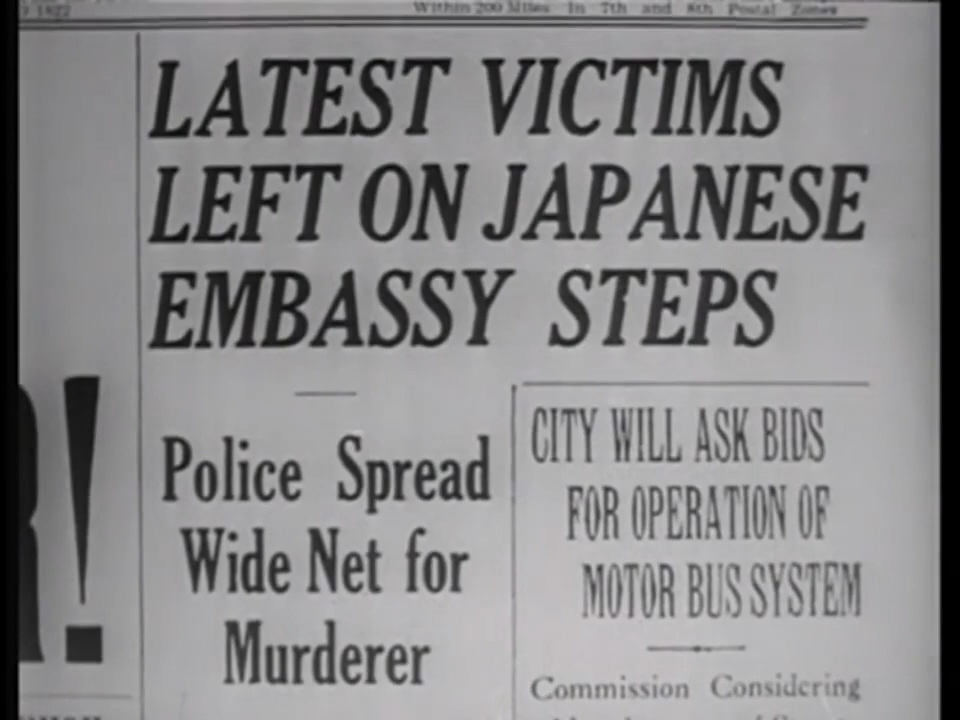 1822
Within 200 Miles In 7th and 8th Postal Zones
LATEST VICTIMS
LEFT ON JAPANESE
EMBASSY STEPS
R!
Police Spread
Wide Net for
Murderer
CITY WILL ASK BIDS
FOR OPERATION OF
MOTOR BUS SYSTEM
Commission Considering